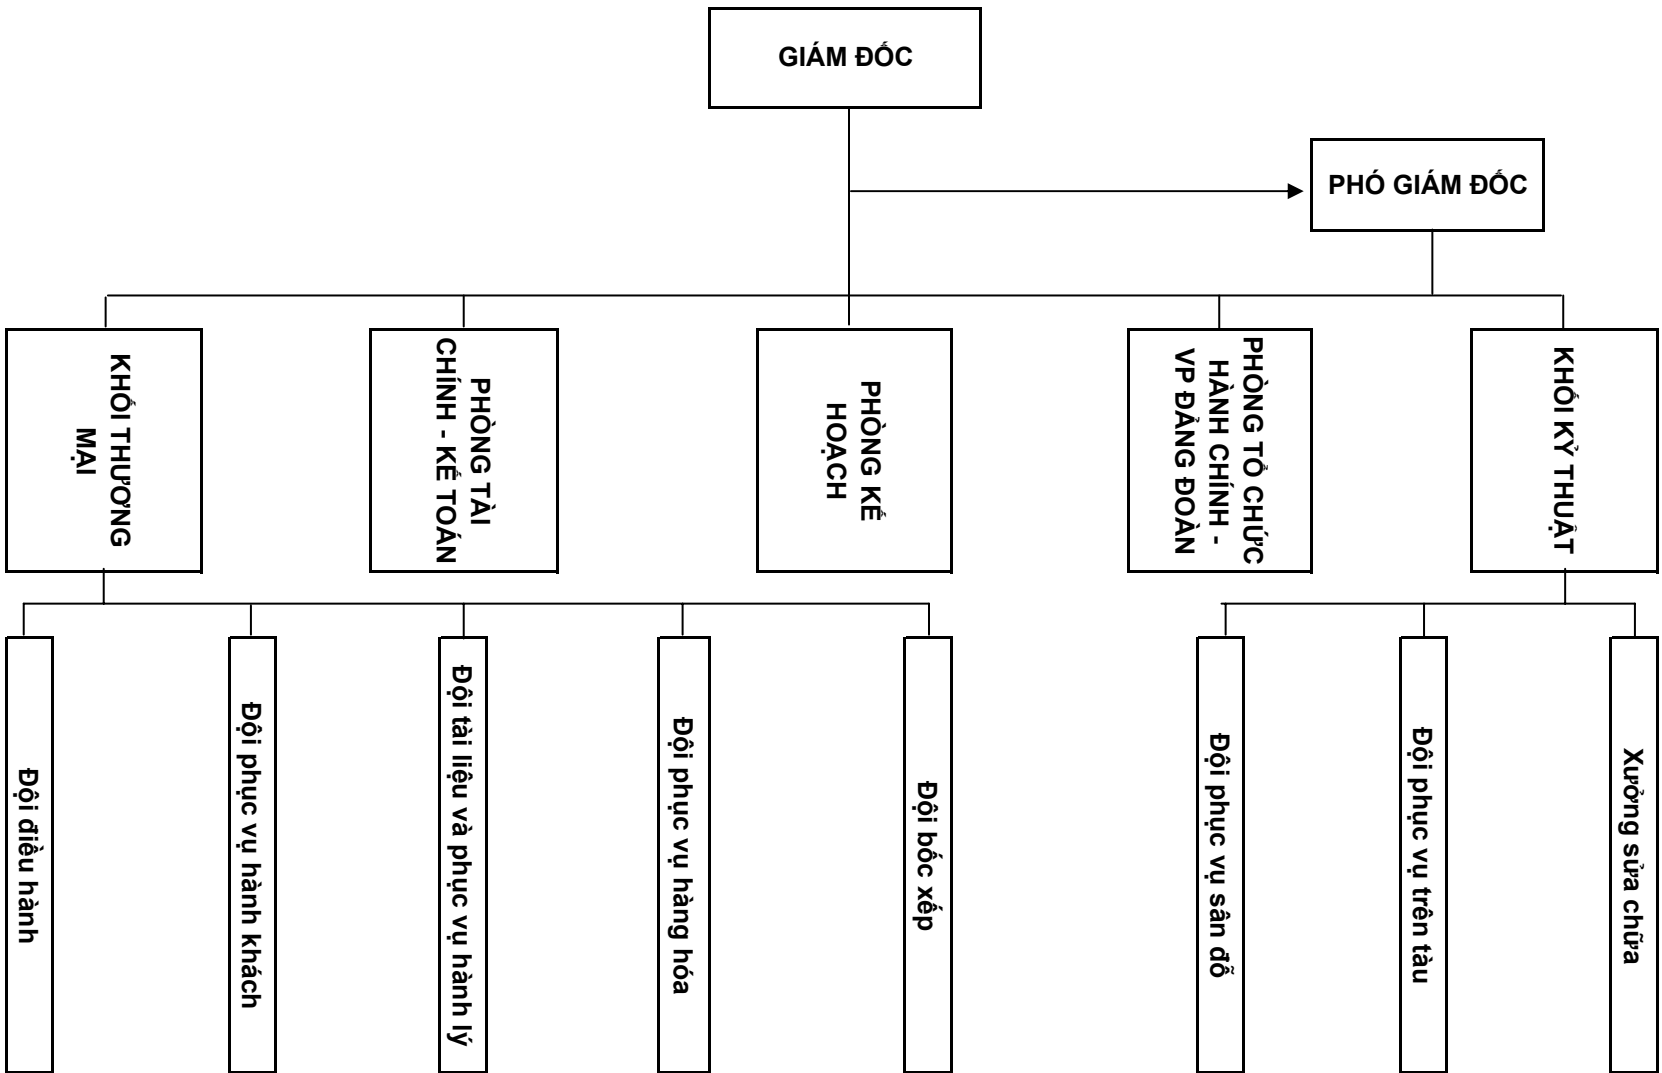 GIÁM ĐỐC
PHÓ GIÁM ĐỐC
KHỐI THƯƠNG
MẠI
PHÒNG TÀI
CHÍNH - KẾ TOÁN
PHÒNG KẾ
HOẠCH
PHÒNG TỔ CHỨC
HÀNH CHÍNH -
VP ĐẢNG ĐOÀN
KHỐI KỶ THUẬT
Đội điều hành
Đội phục vụ hành khách
Đội tài liệu và phục vụ hành lý
Đội phục vụ hàng hóa
Đội bốc xếp
Đội phục vụ sân đỗ
Đội phục vụ trên tàu
Xưởng sửa chữa